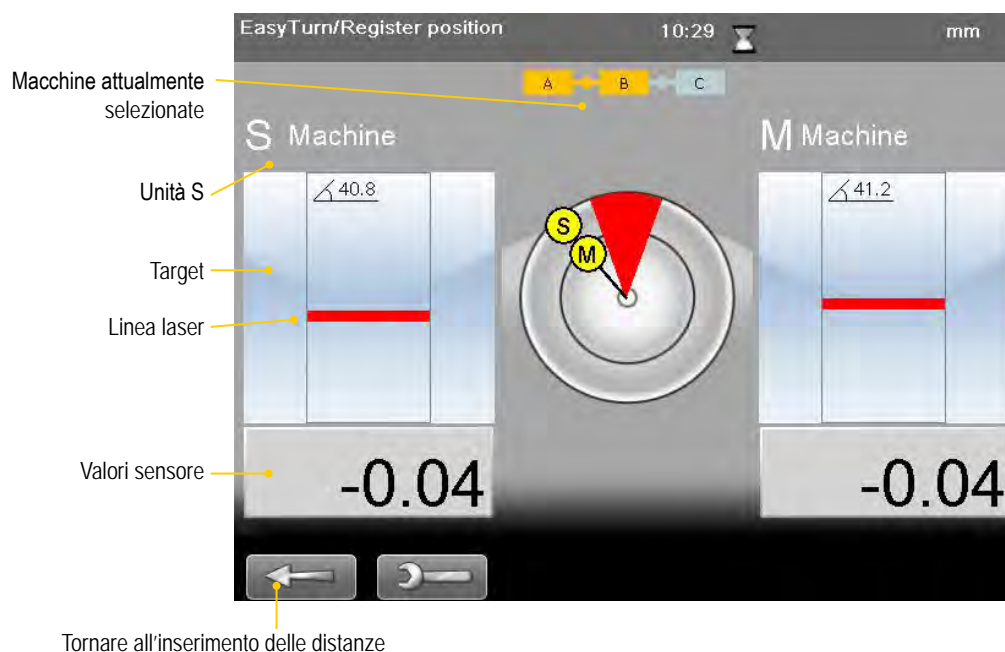 EasyTurn/Register position 10:29 mm
Macchine attualmente
selezionate
A B C
S Machine
M Machine
Unità S
40.8
41.2
S
M
Target
Linea laser
Valori sensore
-0.04
-0.04
Tornare all'inserimento delle distanze